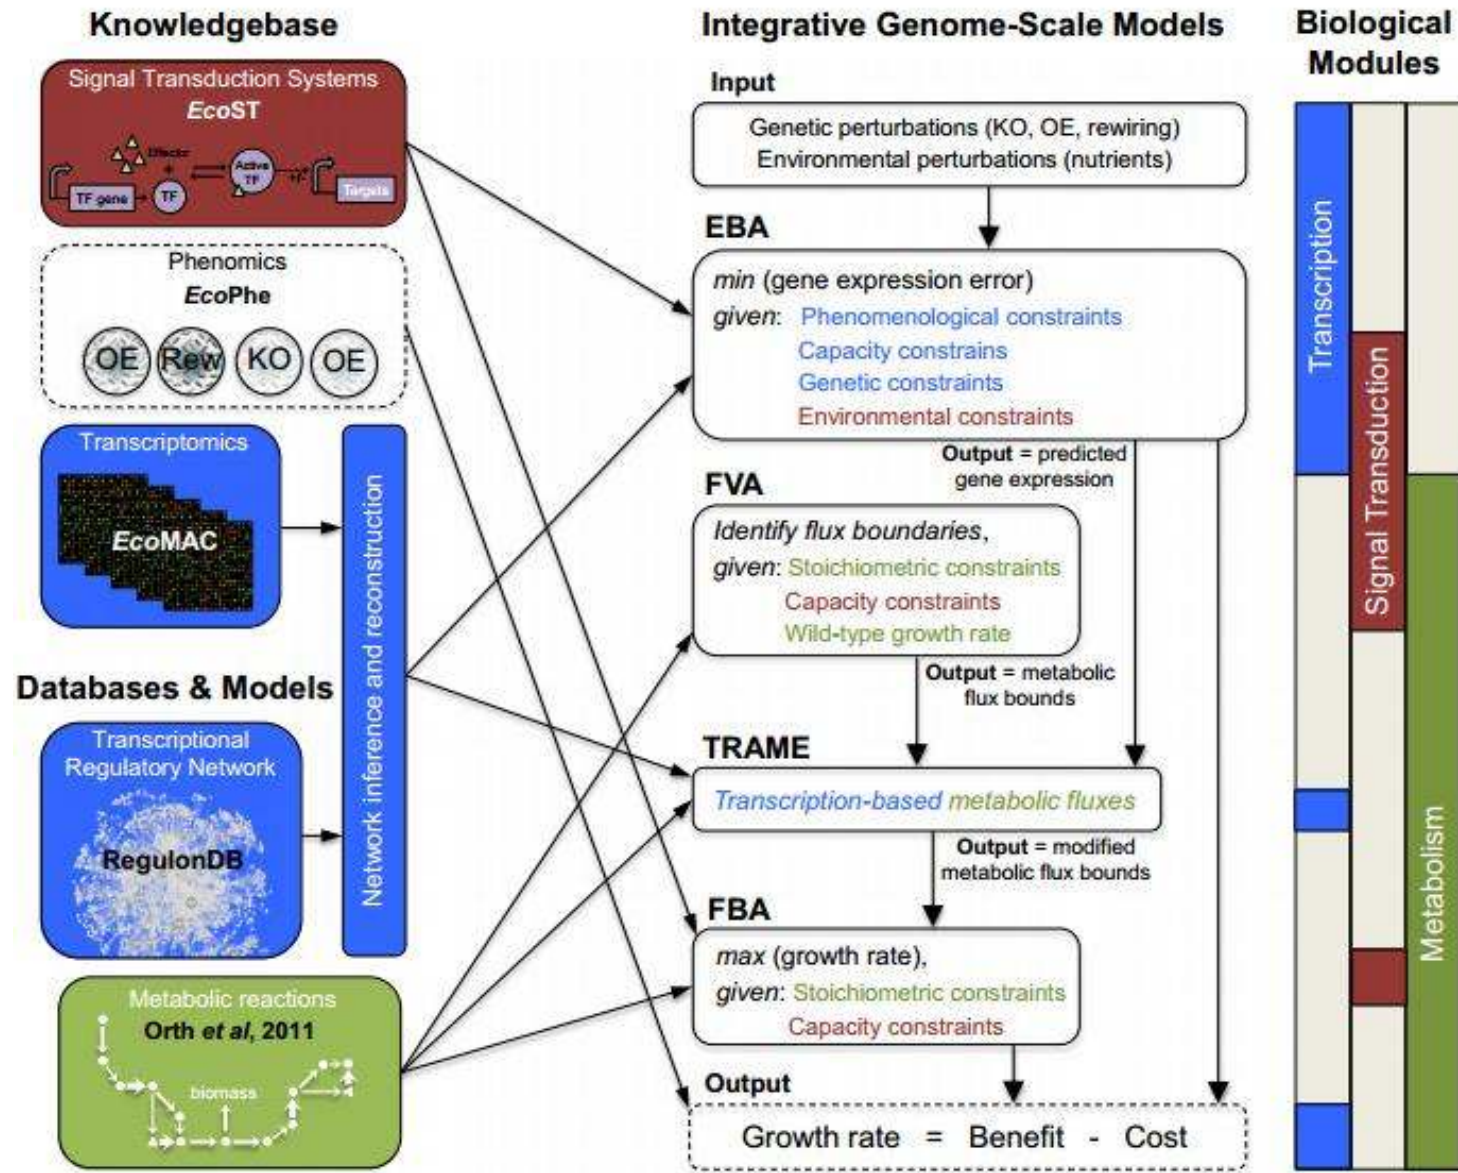 Knowledgebase
Signal Transduction Systems
EcoST
Effector
+
TF gene
TF
Active
TF
+/-
Targets
Phenomics
EcoPhe
OE
Rew
KO
OE
Transcriptomics
EcoMAC
Network inference and reconstruction
Databases & Models
Transcriptional
Regulatory Network
RegulonDB
Metabolic reactions
Orth et al, 2011
biomass
Integrative Genome-Scale Models
Input
Genetic perturbations (KO, OE, rewiring)
Environmental perturbations (nutrients)
EBA
min (gene expression error)
given: Phenomenological constraints
Capacity constrains
Genetic constraints
Environmental constraints
Output = predicted
gene expression
FVA
Identify flux boundaries,
given: Stoichiometric constraints
Capacity constraints
Wild-type growth rate
Output = metabolic
flux bounds
TRAME
Transcription-based metabolic fluxes
Output = modified
metabolic flux bounds
FBA
max (growth rate),
given: Stoichiometric constraints
Capacity constraints
Output
Growth rate = Benefit - Cost
Biological
Modules
Transcription
Signal Transduction
Metabolism